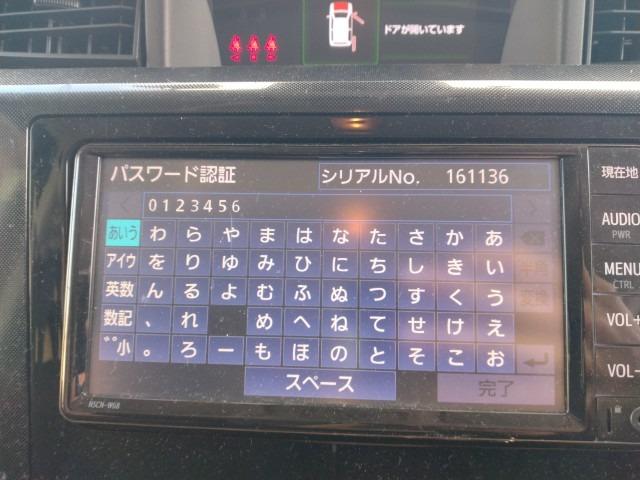 ドアが開いています
パスワード認証 シリアルNo. 161136
0123456
あいう わ ら や ま は な た さ か あ
アイウ を り ゆ み ひ に ち し き い 半角
英数 ん る よ む ふ ぬ つ す く う 変換
数記 、 れ め へ ね て せ け え
゛゜小 。 ろ ー も ほ の と そ こ お
スペース 完了
NSCN-W68
現在地
AUDIO
PWR
MENU
CTRL
VOL+
VOL-